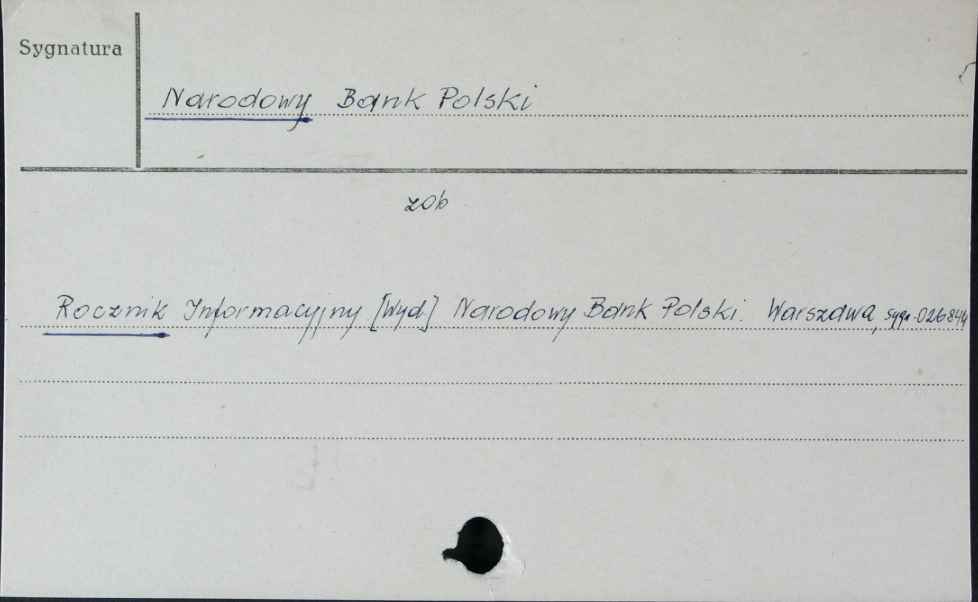 Sygnatura
Narodowy Bank Polski
zob
Rocznik Informacyjny [Wyd.] Narodowy Bank Polski. Warszawa, sygn. 026844